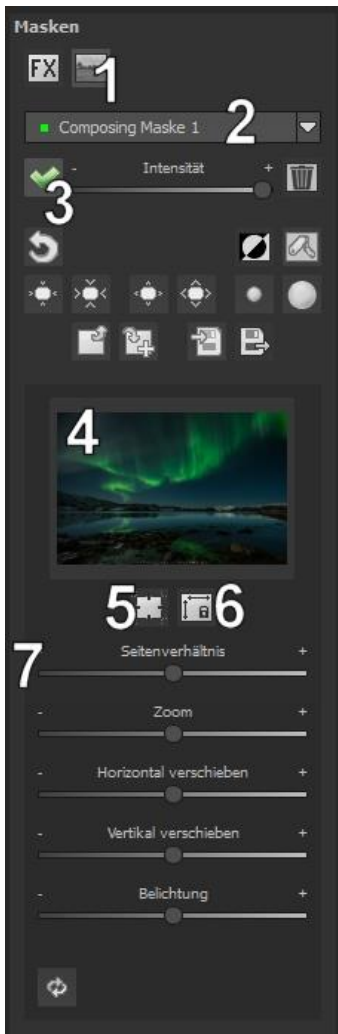 Masken
FX
1
Composing Maske 1 2
- Intensität +
3
4
5 6
7 Seitenverhältnis +
- Zoom +
- Horizontal verschieben +
- Vertikal verschieben +
- Belichtung +